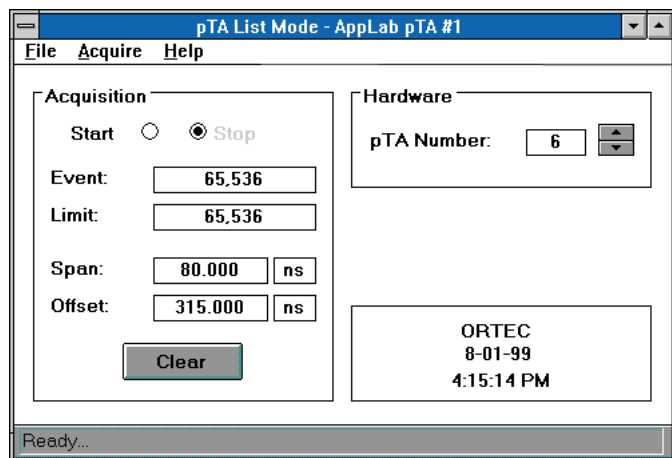 pTA List Mode - AppLab pTA #1
File Acquire Help
Acquisition
Start Stop
Event: 65,536
Limit: 65,536
Span: 80.000 ns
Offset: 315.000 ns
Clear
Hardware
pTA Number: 6
ORTEC
8-01-99
4:15:14 PM
Ready...